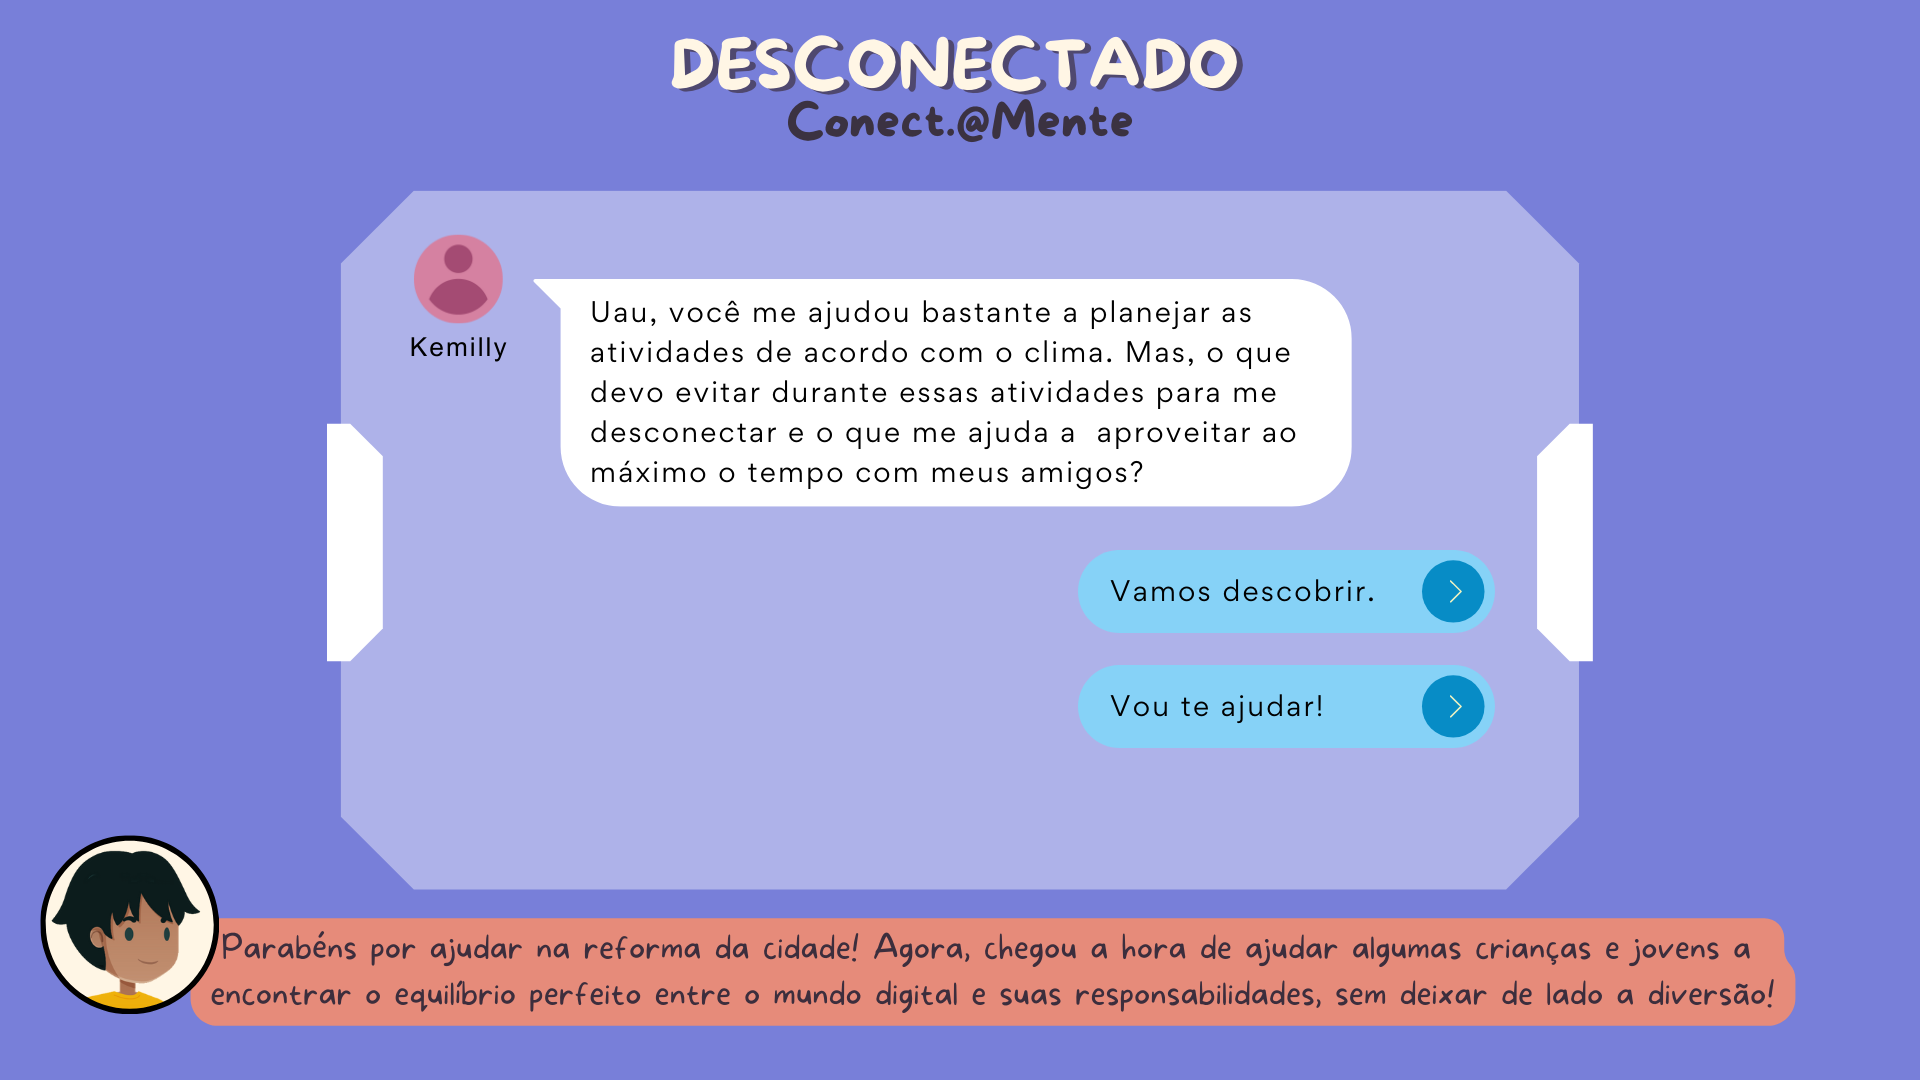 DESCONECTADO
Conect.@Mente
Kemilly
Uau, você me ajudou bastante a planejar as
atividades de acordo com o clima. Mas, o que
devo evitar durante essas atividades para me
desconectar e o que me ajuda a  aproveitar ao
máximo o tempo com meus amigos?
Vamos descobrir.
Vou te ajudar!
Parabéns por ajudar na reforma da cidade! Agora, chegou a hora de ajudar algumas crianças e jovens a
encontrar o equilíbrio perfeito entre o mundo digital e suas responsabilidades, sem deixar de lado a diversão!